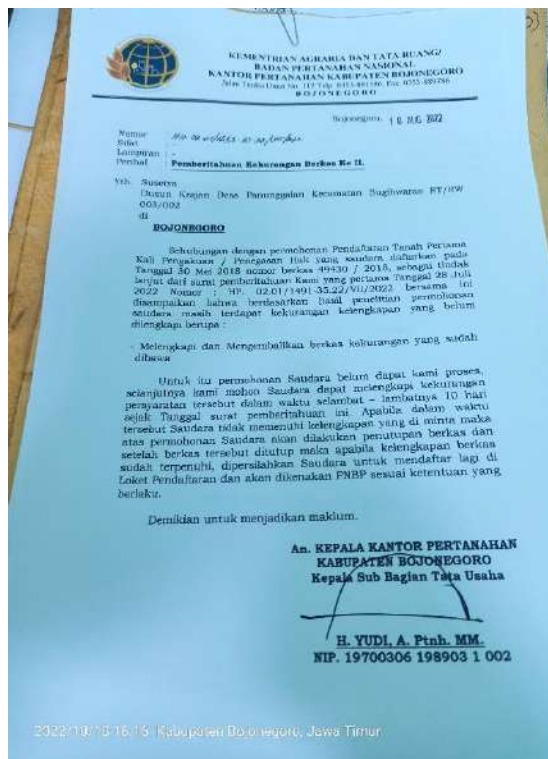 KEMENTRIAN AGRARIA DAN TATA RUANG/
BADAN PERTANAHAN NASIONAL
KANTOR PERTANAHAN KABUPATEN BOJONEGORO
BOJONEGORO
Bojonegoro, 18 AUG 2022
Nomor :
Sifat :
Lampiran : -
Perihal : Pemberitahuan Kekurangan Berkas Ke II.
Yth. Susetyo
Dusun Krajan Desa Panunggalan Kecamatan Sugihwaras RT/RW
003/002
di
BOJONEGORO
Sehubungan dengan permohonan Pendaftaran Tanah Pertama
Kali Pengakuan / Penegasan Hak yang saudara daftarkan pada
Tanggal 30 Mei 2018 nomor berkas 49430 / 2018, sebagai tindak
lanjut dari surat pemberitahuan Kami yang pertama Tanggal 28 Juli
2022 Nomor : HP. 02.01/1491-35.22/VII/2022 bersama ini
disampaikan bahwa berdasarkan hasil penelitian permohonan
saudara masih terdapat kekurangan kelengkapan yang belum
dilengkapi berupa :
- Melengkapi dan Mengembalikan berkas kekurangan yang sudah
dibawa
Untuk itu permohonan Saudara belum dapat kami proses,
selanjutnya kami mohon Saudara dapat melengkapi kekurangan
persyaratan tersebut dalam waktu selambat – lambatnya 10 hari
sejak Tanggal surat pemberitahuan ini. Apabila dalam waktu
tersebut Saudara tidak memenuhi kelengkapan yang di minta maka
atas permohonan Saudara akan dilakukan penutupan berkas dan
setelah berkas tersebut ditutup maka apabila kelengkapan berkas
sudah terpenuhi, dipersilahkan Saudara untuk mendaftar lagi di
Loket Pendaftaran dan akan dikenakan PNBP sesuai ketentuan yang
berlaku.
Demikian untuk menjadikan maklum.
An. KEPALA KANTOR PERTANAHAN
KABUPATEN BOJONEGORO
Kepala Sub Bagian Tata Usaha
H. YUDI, A. Ptnh. MM.
NIP. 19700306 198903 1 002
Kabupaten Bojonegoro, Jawa Timur